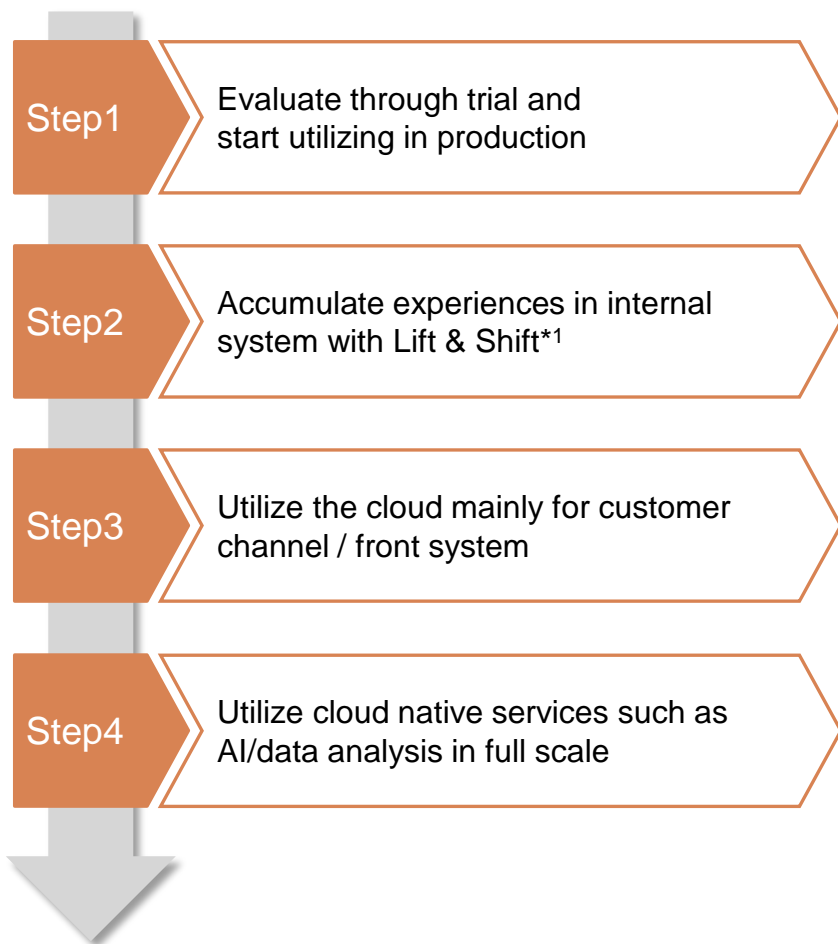 Step1
Evaluate through trial and
start utilizing in production
Step2
Accumulate experiences in internal
system with Lift & Shift*1
Step3
Utilize the cloud mainly for customer
channel / front system
Step4
Utilize cloud native services such as
AI/data analysis in full scale